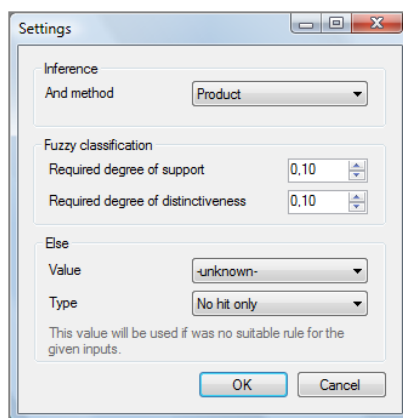 Settings
Inference
And method Product
Fuzzy classification
Required degree of support 0,10
Required degree of distinctiveness 0,10
Else
Value -unknown-
Type No hit only
This value will be used if was no suitable rule for the
given inputs.
OK Cancel